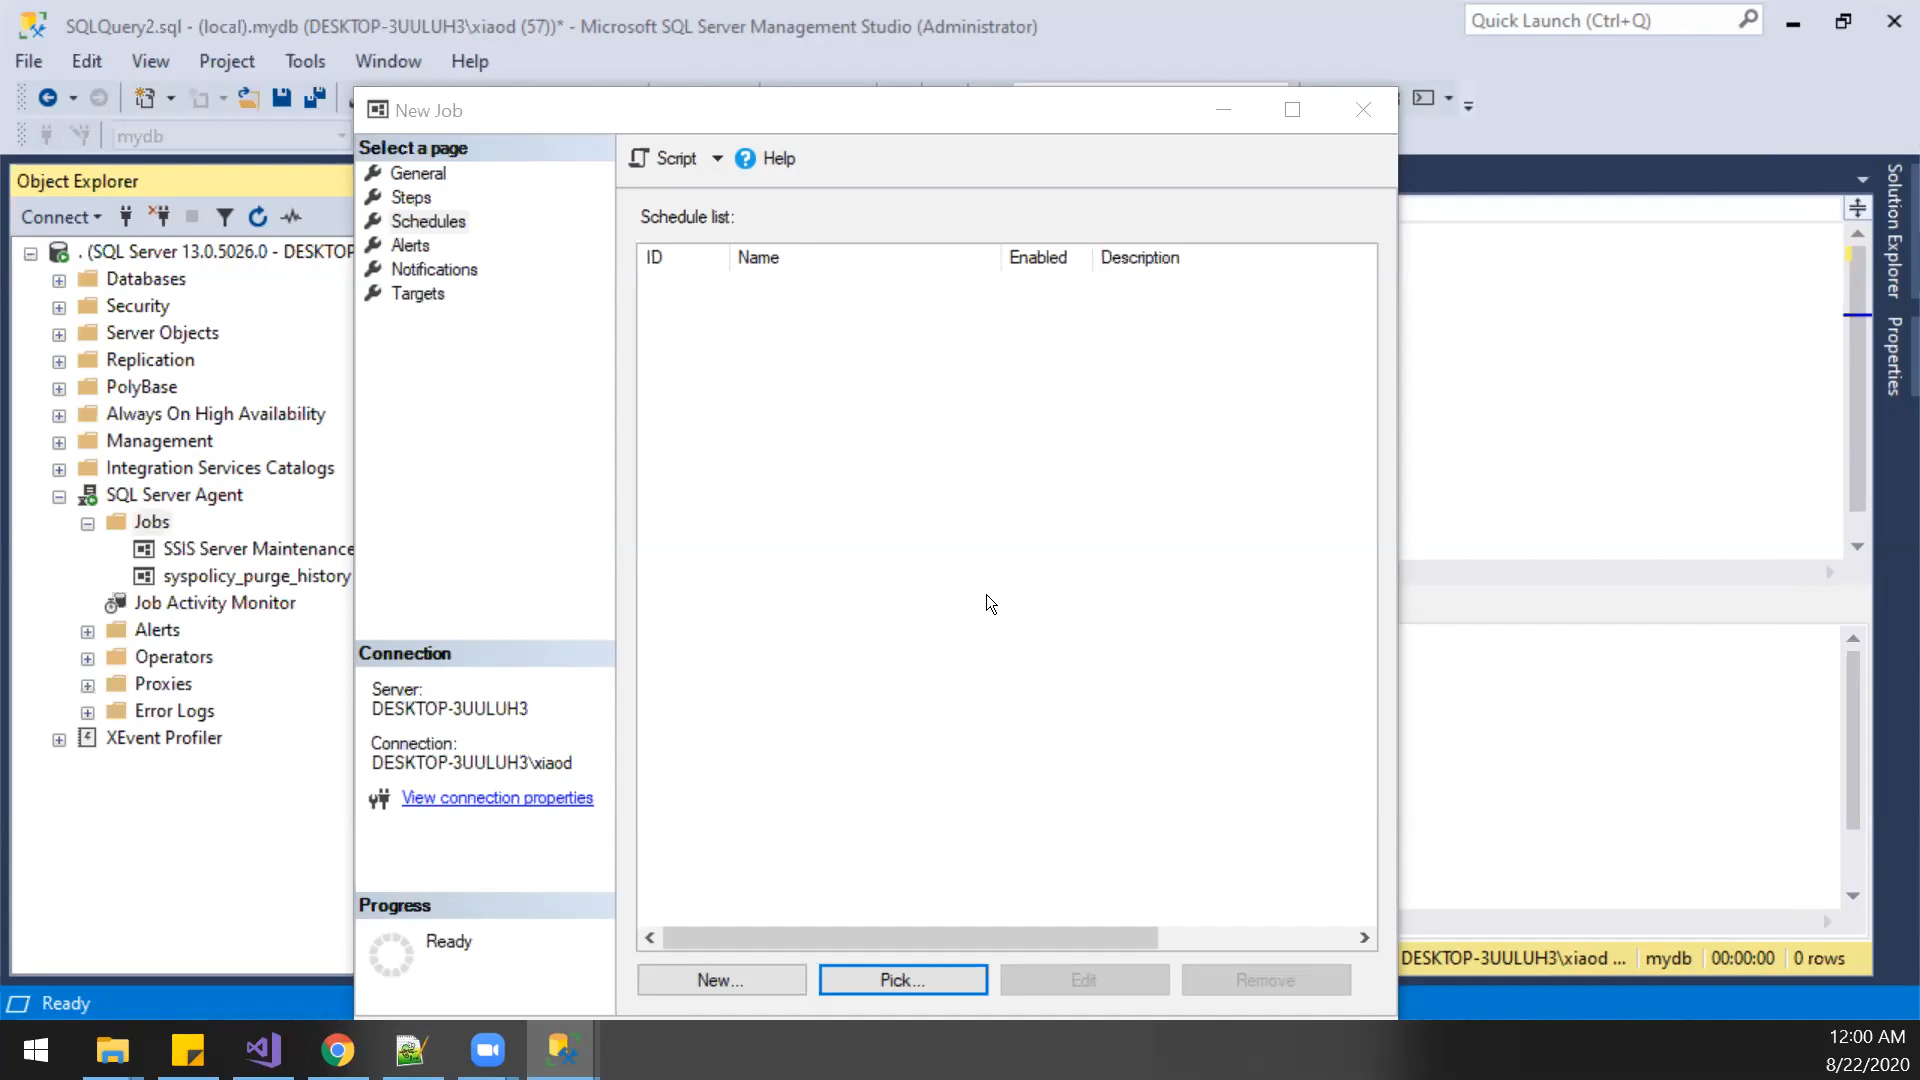 SQLQuery2.sql - (local).mydb (DESKTOP-3UULUH3\xiaod (57))* - Microsoft SQL Server Management Studio (Administrator)
Quick Launch (Ctrl+Q)
File Edit View Project Tools Window Help
mydb
Object Explorer
Connect
. (SQL Server 13.0.5026.0 - DESKTOP
Databases
Security
Server Objects
Replication
PolyBase
Always On High Availability
Management
Integration Services Catalogs
SQL Server Agent
Jobs
SSIS Server Maintenance
syspolicy_purge_history
Job Activity Monitor
Alerts
Operators
Proxies
Error Logs
XEvent Profiler
New Job
Select a page
General
Steps
Schedules
Alerts
Notifications
Targets
Connection
Server:
DESKTOP-3UULUH3
Connection:
DESKTOP-3UULUH3\xiaod
View connection properties
Progress
Ready
Script Help
Schedule list:
ID Name Enabled Description
New... Pick... Edit Remove
Solution Explorer
Properties
DESKTOP-3UULUH3\xiaod ... mydb 00:00:00 0 rows
Ready
12:00 AM
8/22/2020